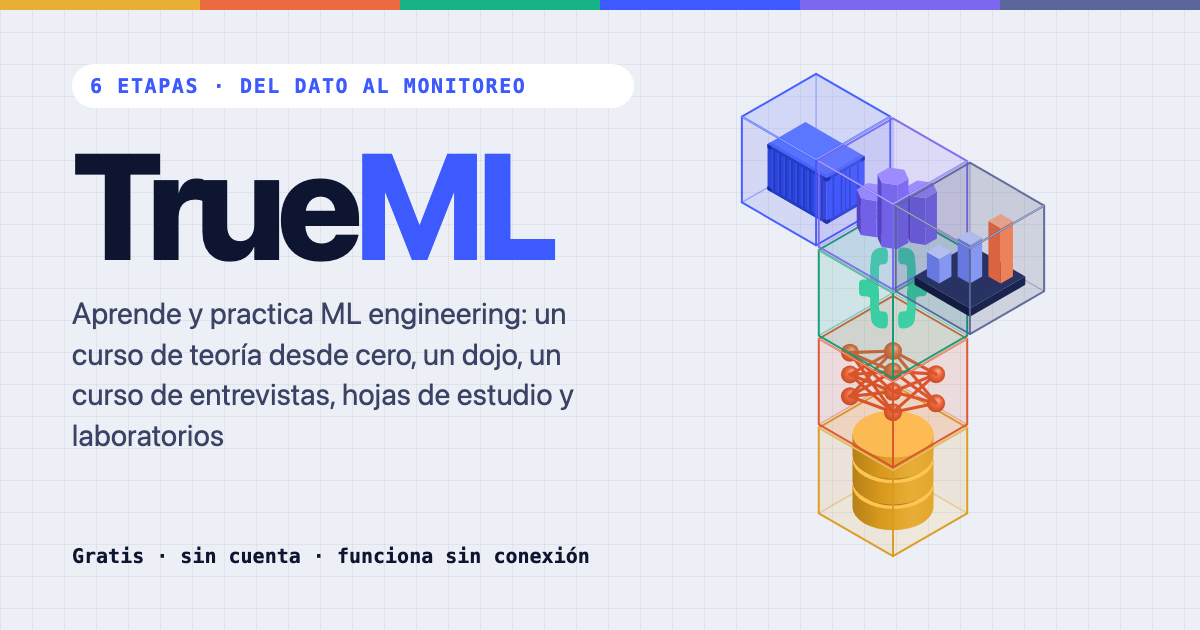 6 ETAPAS · DEL DATO AL MONITOREO
TrueML
Aprende y practica ML engineering: un
curso de teoría desde cero, un dojo, un
curso de entrevistas, hojas de estudio y
laboratorios
Gratis · sin cuenta · funciona sin conexión